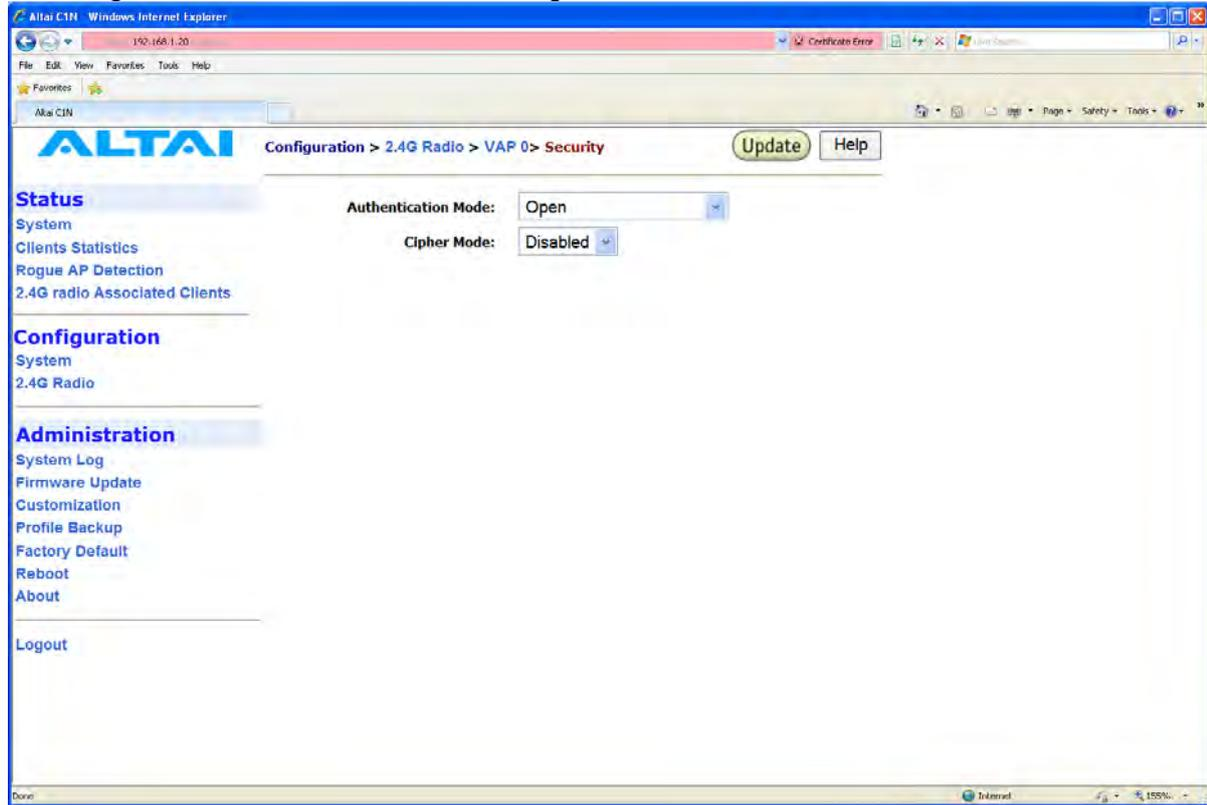 Altai C1N Windows Internet Explorer
192.168.1.20
Certificate Error
File Edit View Favorites Tools Help
Favorites
Altai C1N
Page Safety Tools
ALTAI
Configuration > 2.4G Radio > VAP 0> Security
Update
Help
Status
System
Clients Statistics
Rogue AP Detection
2.4G radio Associated Clients
Authentication Mode:
Open
Cipher Mode:
Disabled
Configuration
System
2.4G Radio
Administration
System Log
Firmware Update
Customization
Profile Backup
Factory Default
Reboot
About
Logout
Done
Internet
155%